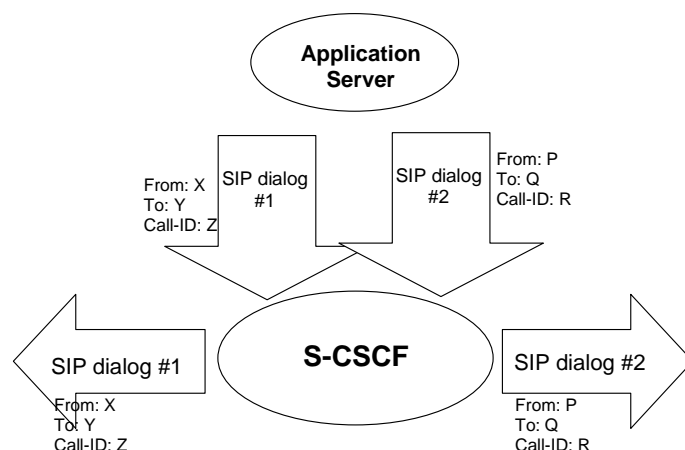 Application
Server
From: X
To: Y
Call-ID: Z
SIP dialog
#1
SIP dialog
#2
From: P
To: Q
Call-ID: R
S-CSCF
SIP dialog #1
From: X
To: Y
Call-ID: Z
SIP dialog #2
From: P
To: Q
Call-ID: R